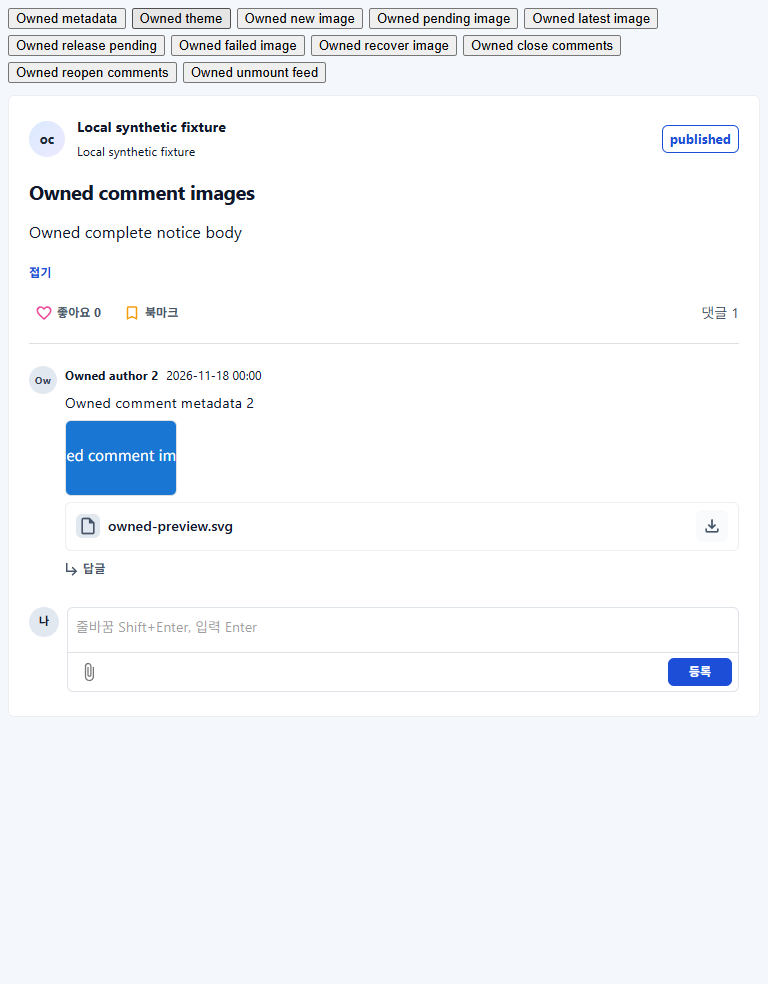 Owned metadata Owned theme Owned new image Owned pending image Owned latest image
Owned release pending Owned failed image Owned recover image Owned close comments
Owned reopen comments Owned unmount feed
oc
Local synthetic fixture
Local synthetic fixture
published
Owned comment images
Owned complete notice body
접기
좋아요 0 북마크 댓글 1
Ow
Owned author 2 2026-11-18 00:00
Owned comment metadata 2
ed comment im
owned-preview.svg
답글
나
줄바꿈 Shift+Enter, 입력 Enter
등록